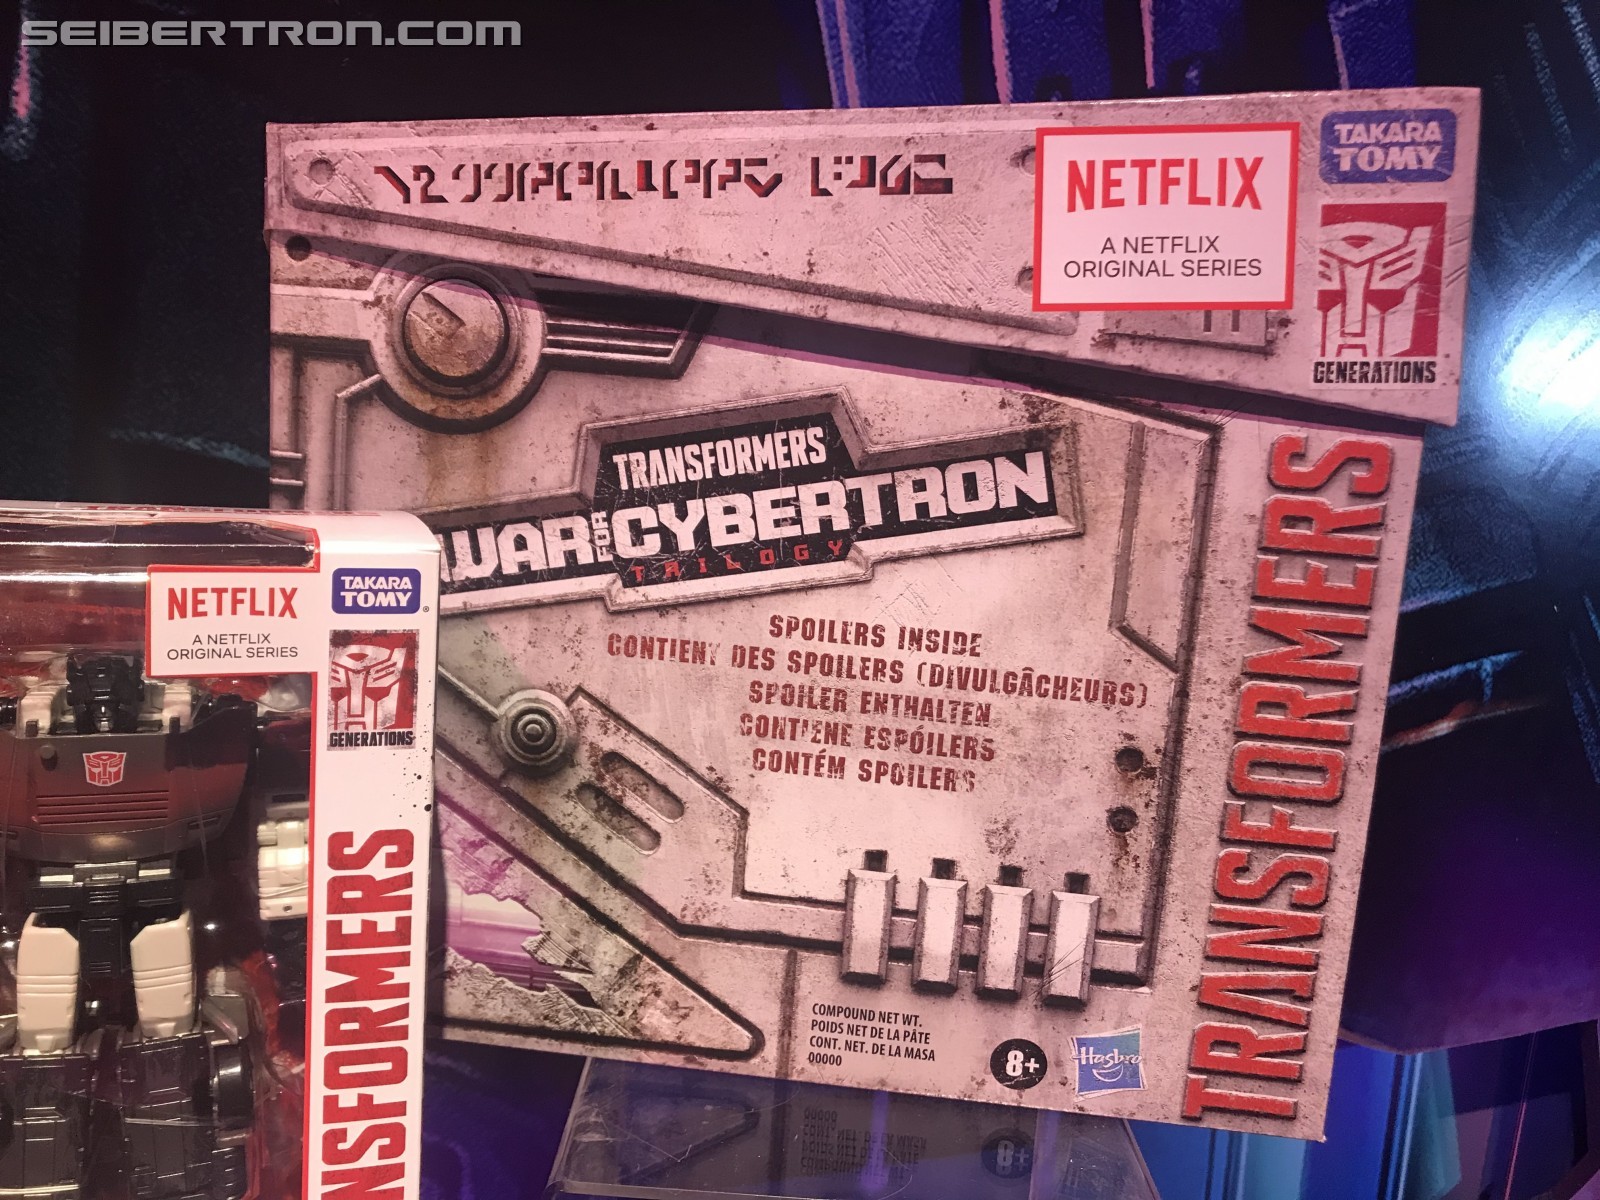 SEIBERTRON.com
NETFLIX
A NETFLIX
ORIGINAL SERIES
TAKARA
TOMY
GENERATIONS
TRANSFORMERS
WAR FOR CYBERTRON
TRILOGY
SPOILERS INSIDE
CONTIENT DES SPOILERS (DIVULGÂCHEURS)
SPOILER ENTHALTEN
CONTIENE ESPÓILERS
CONTÉM SPOILERS
COMPOUND NET WT.
POIDS NET DE LA PÂTE
CONT. NET. DE LA MASA
00000
8+
Hasbro
TRANSFORMERS
NETFLIX
A NETFLIX
ORIGINAL SERIES
TAKARA
TOMY®
GENERATIONS
NSFORMERS